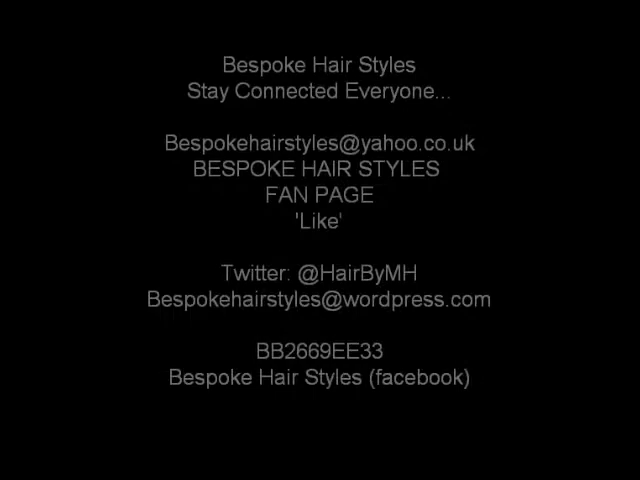 Bespoke Hair Styles
Stay Connected Everyone...
Bespokehairstyles@yahoo.co.uk
BESPOKE HAIR STYLES
FAN PAGE
'Like'
Twitter: @HairByMH
Bespokehairstyles@wordpress.com
BB2669EE33
Bespoke Hair Styles (facebook)